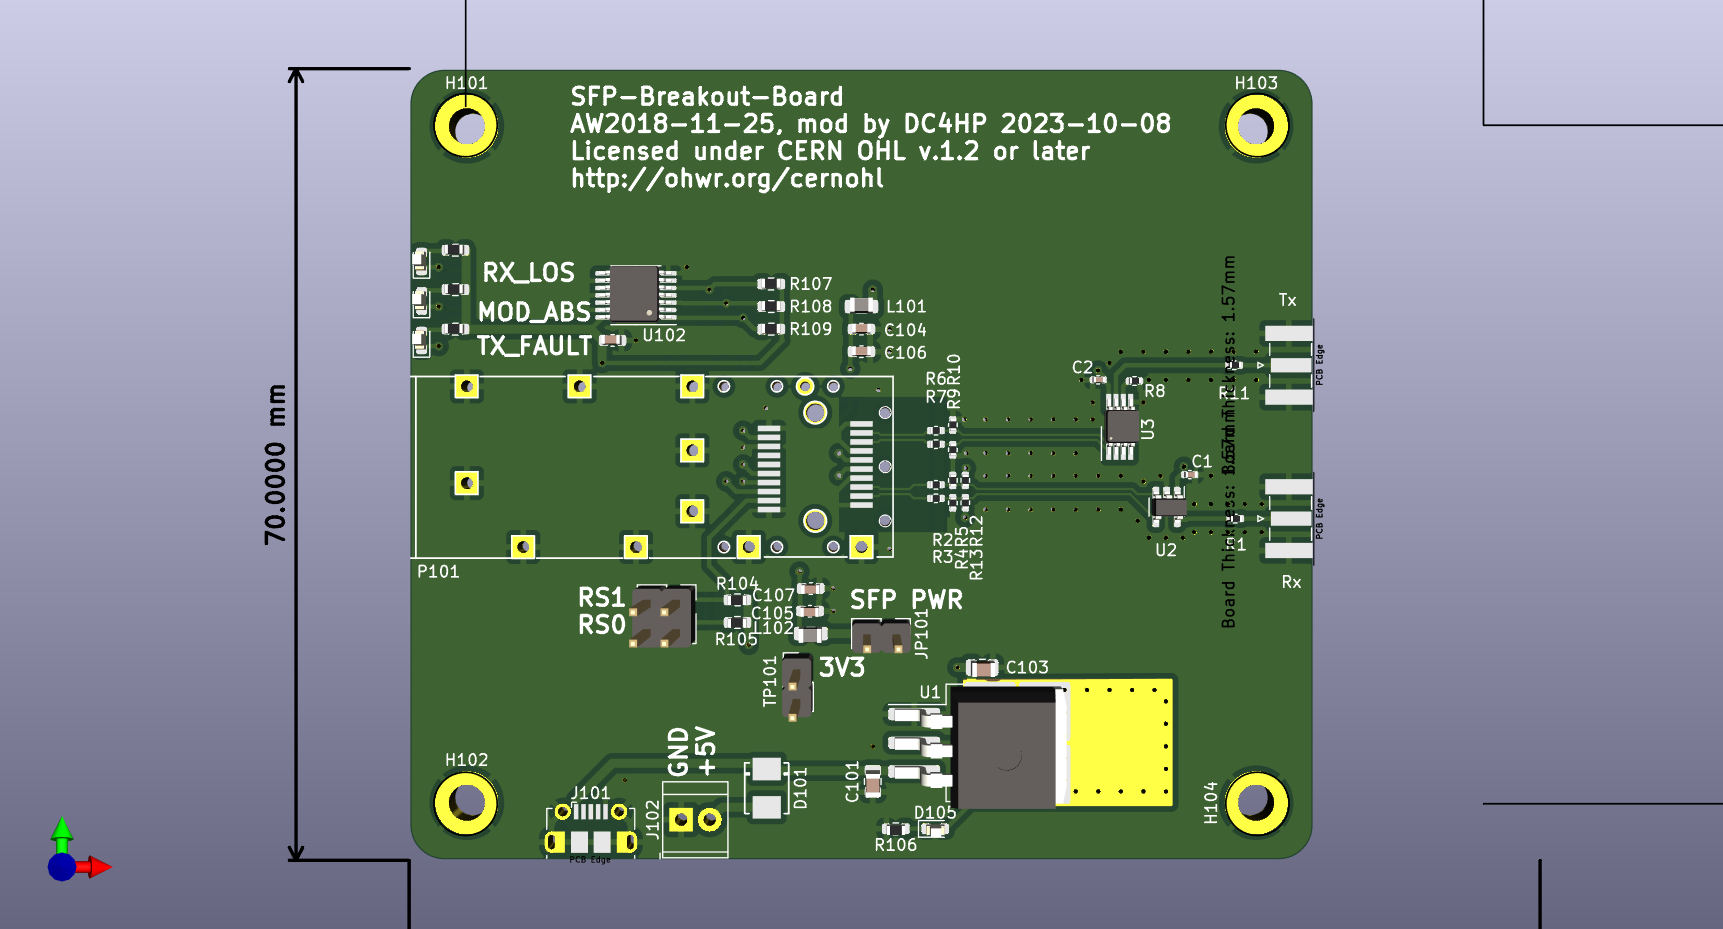 H101
H103
SFP-Breakout-Board
AW2018-11-25, mod by DC4HP 2023-10-08
Licensed under CERN OHL v.1.2 or later
http://ohwr.org/cernohl
70.0000 mm
RX_LOS
MOD_ABS
TX_FAULT
U102
R107
R108
R109
L101
C104
C106
Tx
PCB Edge
R11
C2
R8
U3
R6
R7
R9
R10
C1
U2
PCB Edge
Rx
Board Thickness: 1.57mm
R2
R3
R4
R5
R13
R12
P101
RS1
RS0
R104
R105
C107
C105
L102
SFP PWR
JP101
TP101
3V3
C103
U1
GND
+5V
H102
J101
PCB Edge
J102
D101
C101
D105
R106
H104